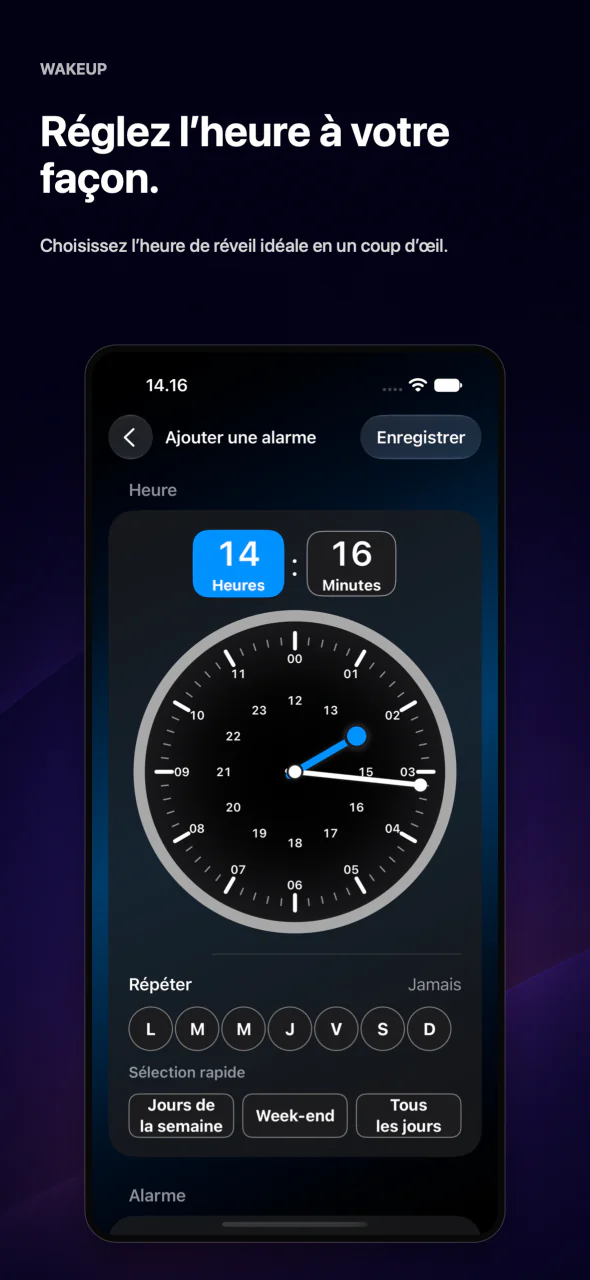 WAKEUP
Réglez l’heure à votre
façon.
Choisissez l’heure de réveil idéale en un coup d’œil.
14.16
Ajouter une alarme
Enregistrer
Heure
14 : 16
Heures Minutes
00
11 01
12
23 13
10 02
22
09 21 15 03
20 16
08 04
19 17
18
07 05
06
Répéter Jamais
L M M J V S D
Sélection rapide
Jours de
la semaine
Week-end
Tous
les jours
Alarme